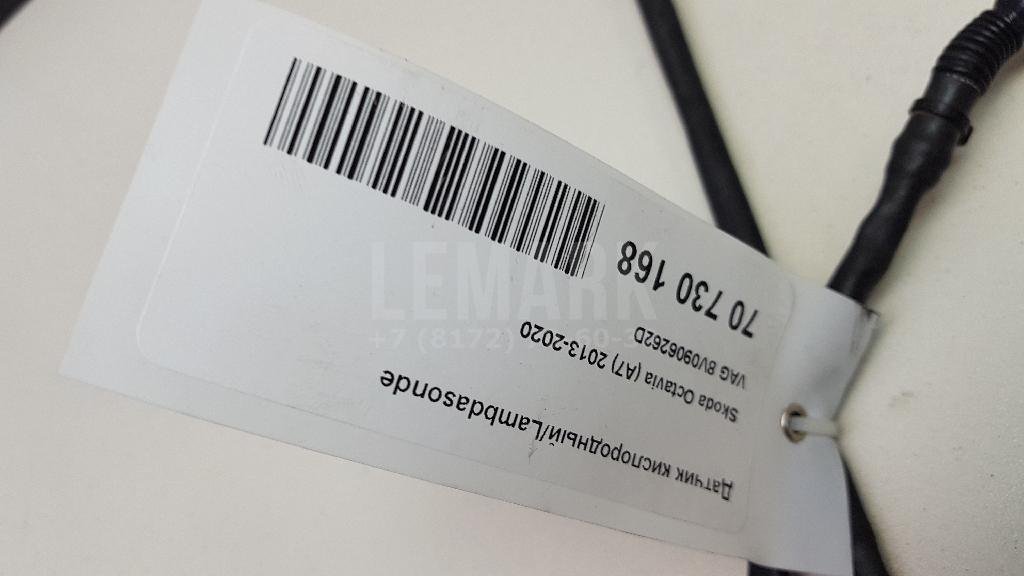 Датчик кислородный/Lambdasonde
Skoda Octavia (A7) 2013-2020
VAG 8V0906262D
70 730 168
LEMARK
+7 (8172)